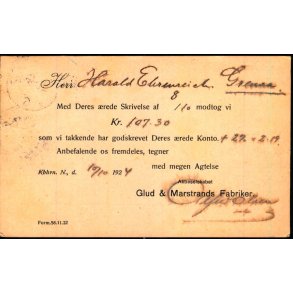 Herr Harald Ehrenreich Grenaa
Med Deres ærede Skrivelse af 8/10 modtog vi
Kr. 107.30
som vi takkende har godskrevet Deres ærede Konto.
Anbefalende os fremdeles, tegner
Kbhvn. N., d. 10/10 1924 med megen Agtelse
Aktieselskabet
Glud & Marstrands Fabriker.
Form.58.11.22